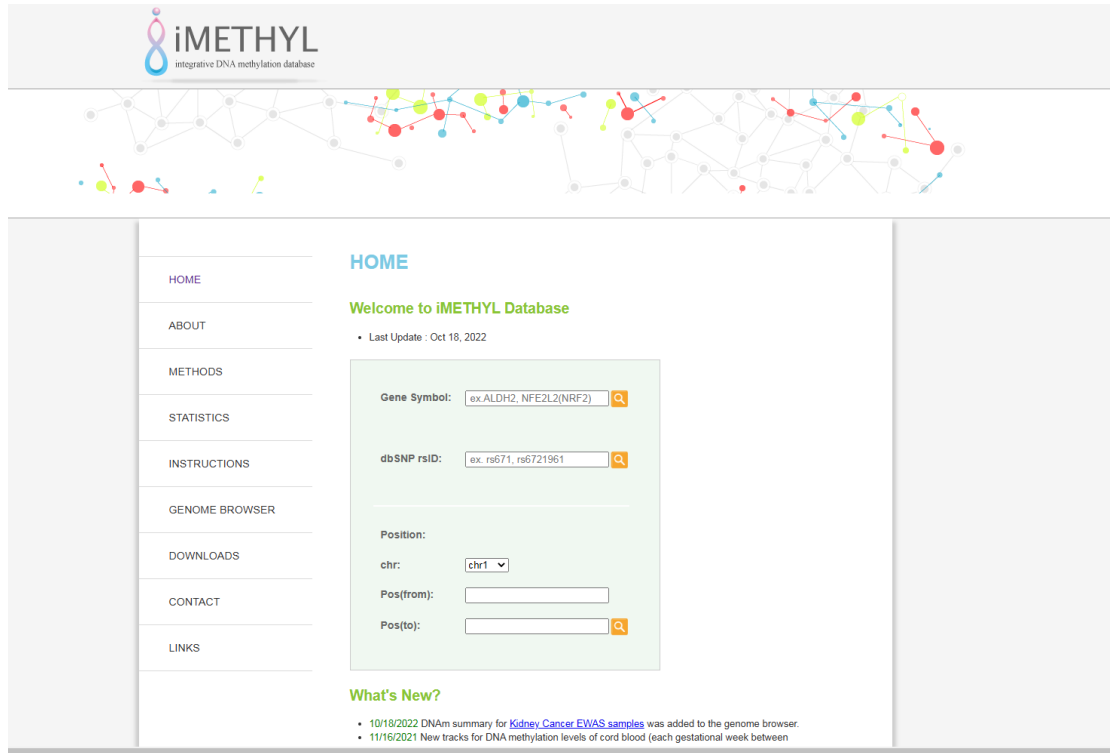 iMETHYL
integrative DNA methylation database
HOME
ABOUT
METHODS
STATISTICS
INSTRUCTIONS
GENOME BROWSER
DOWNLOADS
CONTACT
LINKS
HOME
Welcome to iMETHYL Database
Last Update : Oct 18, 2022
Gene Symbol: ex.ALDH2, NFE2L2(NRF2)
dbSNP rsID: ex. rs671, rs6721961
Position:
chr: chr1
Pos(from):
Pos(to):
What's New?
10/18/2022 DNAm summary for Kidney Cancer EWAS samples was added to the genome browser.
11/16/2021 New tracks for DNA methylation levels of cord blood (each gestational week between